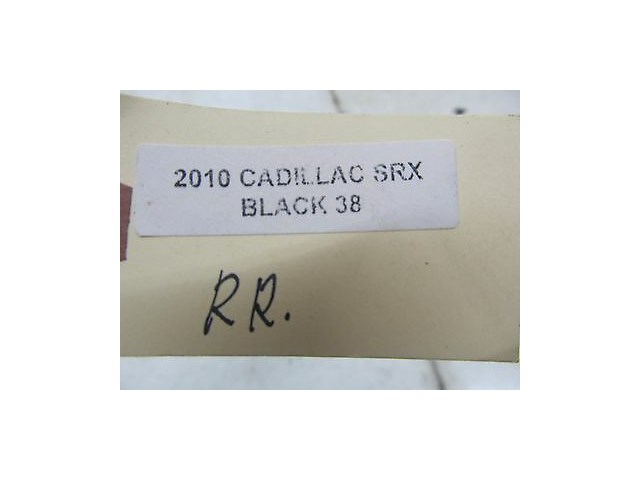 2010 CADILLAC SRX
BLACK 38
RR.